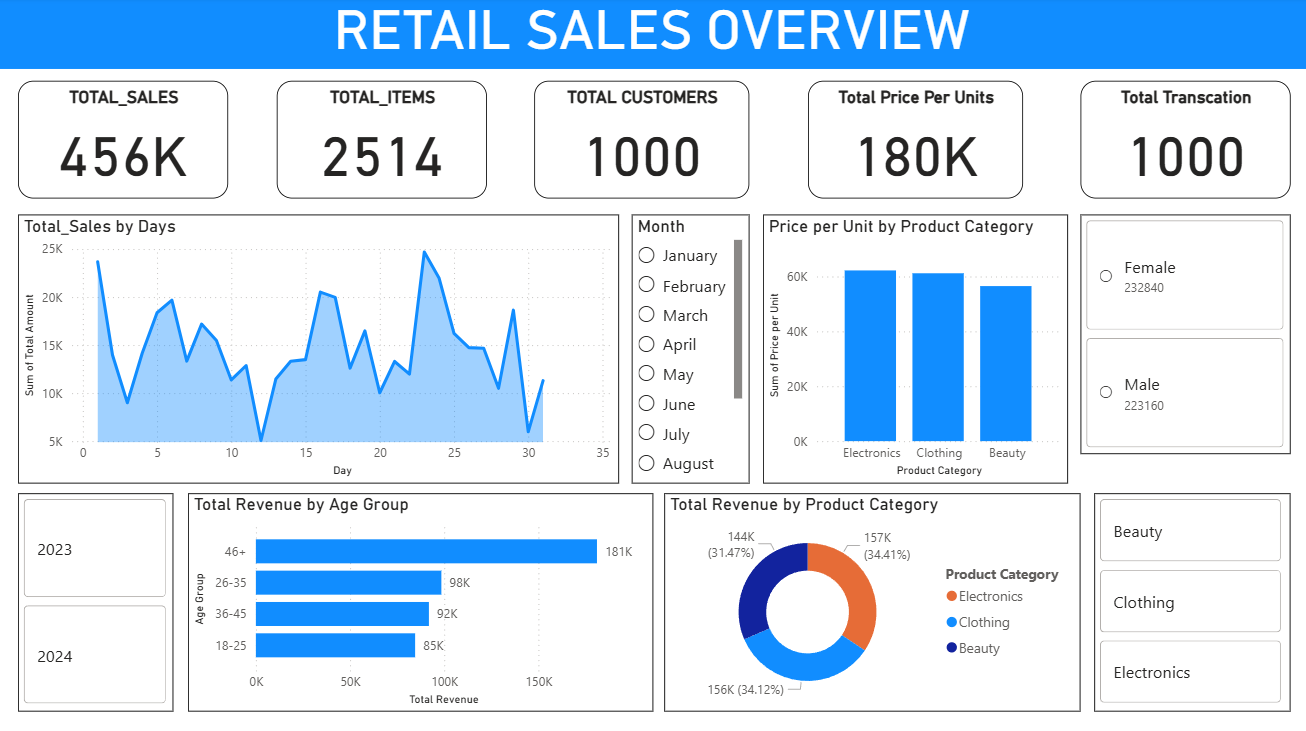 RETAIL SALES OVERVIEW
TOTAL_SALES
456K
TOTAL_ITEMS
2514
TOTAL CUSTOMERS
1000
Total Price Per Units
180K
Total Transcation
1000
Total_Sales by Days
Sum of Total Amount
25K
20K
15K
10K
5K
0 5 10 15 20 25 30 35
Day
Month
January
February
March
April
May
June
July
August
Price per Unit by Product Category
Sum of Price per Unit
60K
40K
20K
0K
Electronics Clothing Beauty
Product Category
Female
232840
Male
223160
2023
2024
Total Revenue by Age Group
Age Group
46+ 181K
26-35 98K
36-45 92K
18-25 85K
0K 50K 100K 150K
Total Revenue
Total Revenue by Product Category
144K
(31.47%)
157K
(34.41%)
156K (34.12%)
Product Category
Electronics
Clothing
Beauty
Beauty
Clothing
Electronics